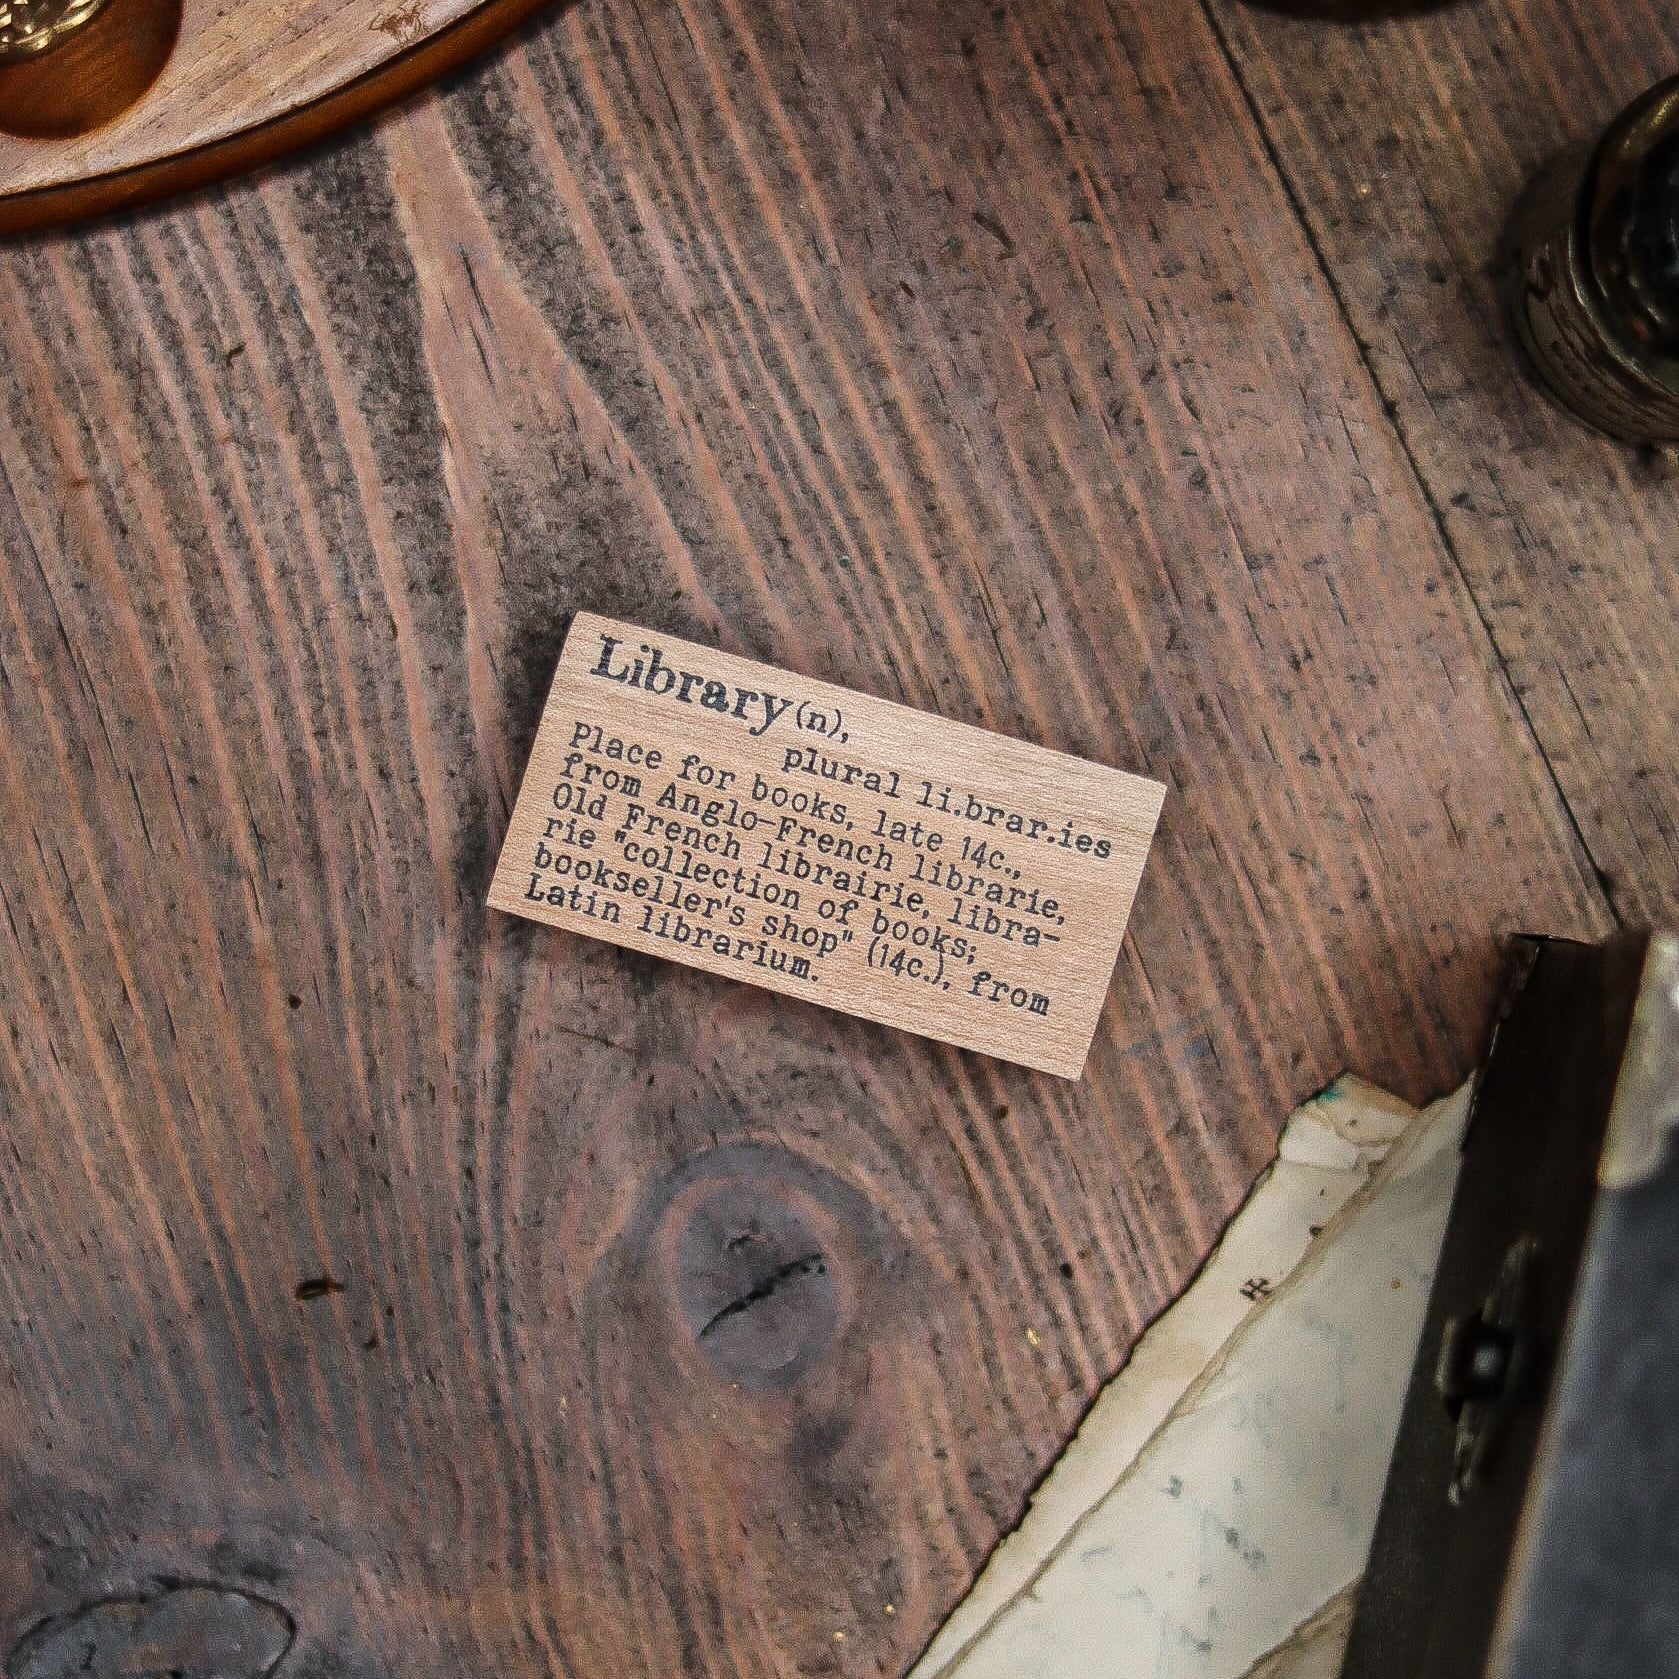 Library(n),
plural li.brar.ies
Place for books, late 14c.,
from Anglo-French librarie,
Old French librairie, libra-
rie "collection of books;
bookseller's shop" (14c.), from
Latin librarium.